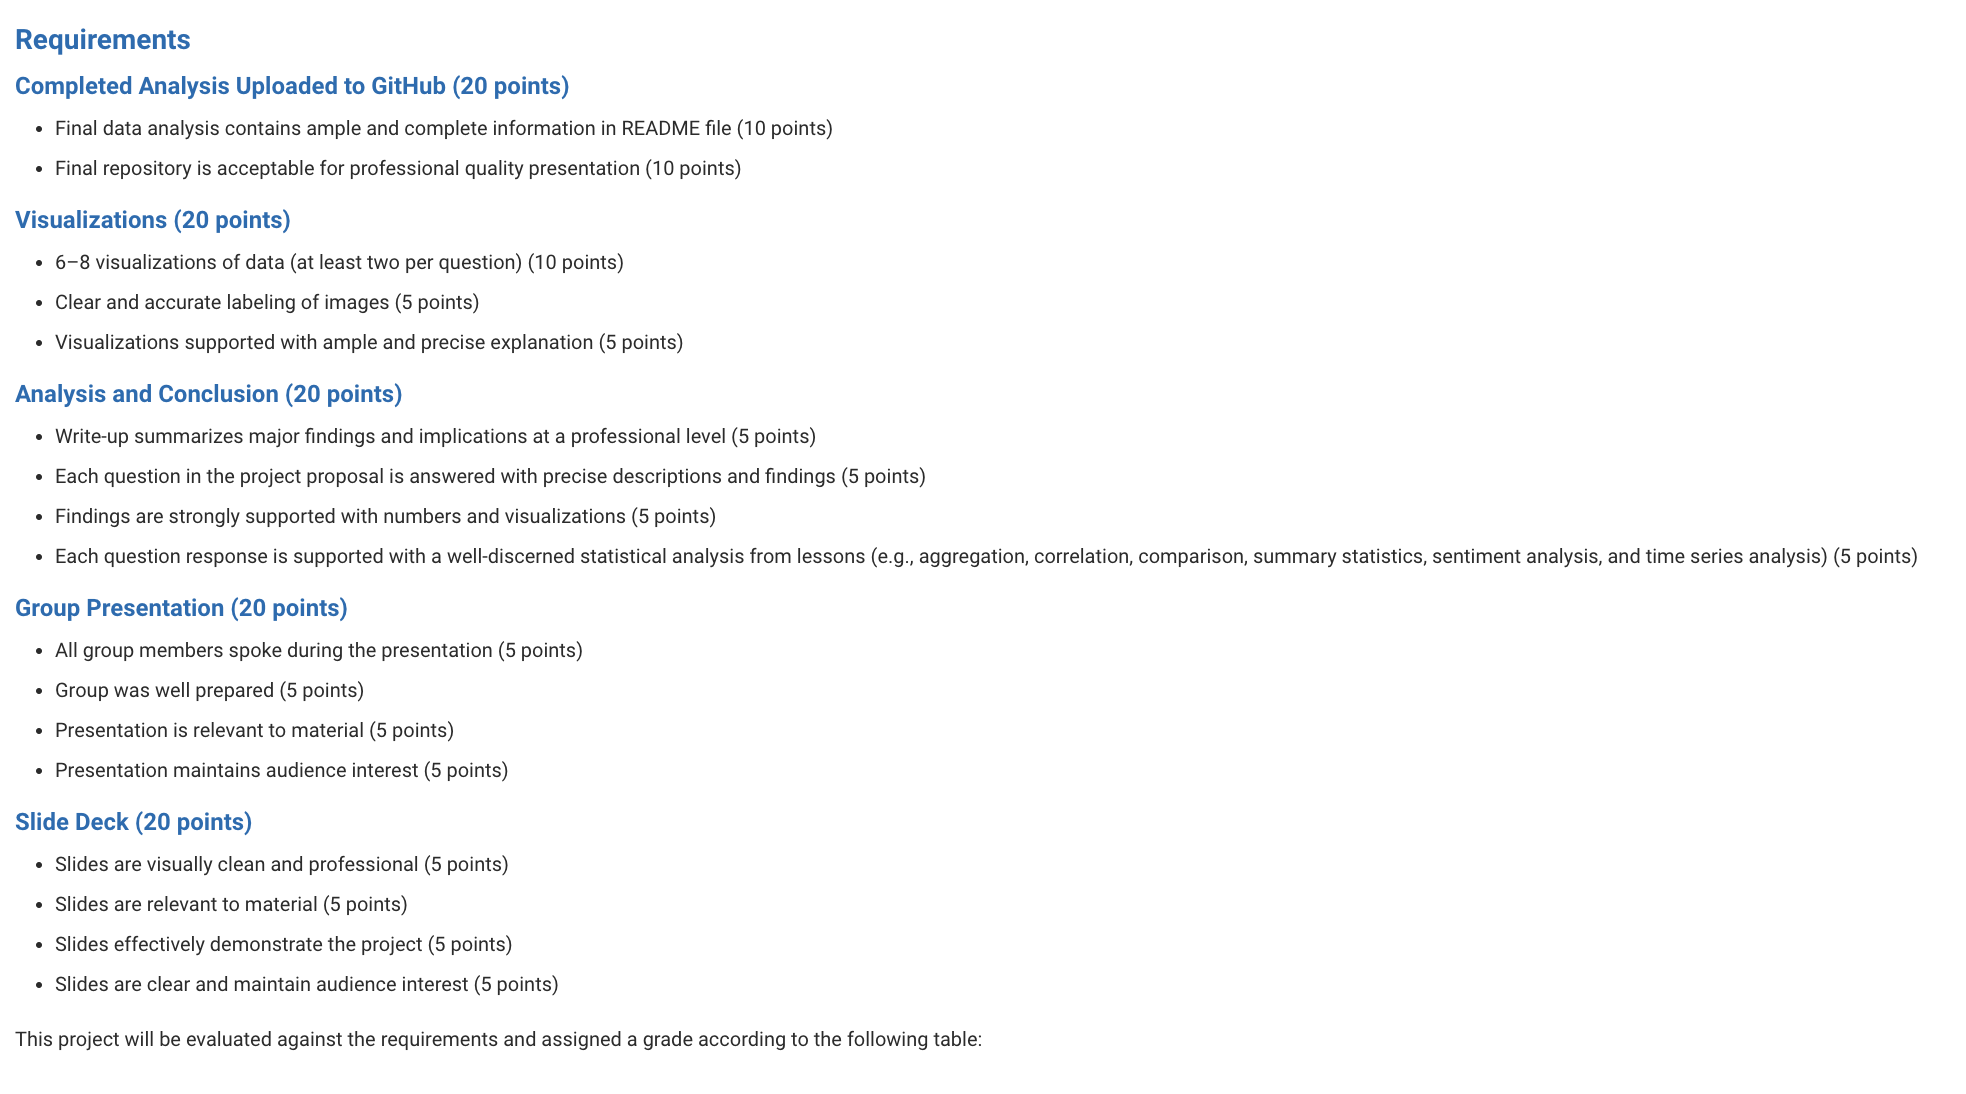 Requirements
Completed Analysis Uploaded to GitHub (20 points)
• Final data analysis contains ample and complete information in README file (10 points)
• Final repository is acceptable for professional quality presentation (10 points)
Visualizations (20 points)
• 6–8 visualizations of data (at least two per question) (10 points)
• Clear and accurate labeling of images (5 points)
• Visualizations supported with ample and precise explanation (5 points)
Analysis and Conclusion (20 points)
• Write-up summarizes major findings and implications at a professional level (5 points)
• Each question in the project proposal is answered with precise descriptions and findings (5 points)
• Findings are strongly supported with numbers and visualizations (5 points)
• Each question response is supported with a well-discerned statistical analysis from lessons (e.g., aggregation, correlation, comparison, summary statistics, sentiment analysis, and time series analysis) (5 points)
Group Presentation (20 points)
• All group members spoke during the presentation (5 points)
• Group was well prepared (5 points)
• Presentation is relevant to material (5 points)
• Presentation maintains audience interest (5 points)
Slide Deck (20 points)
• Slides are visually clean and professional (5 points)
• Slides are relevant to material (5 points)
• Slides effectively demonstrate the project (5 points)
• Slides are clear and maintain audience interest (5 points)
This project will be evaluated against the requirements and assigned a grade according to the following table: